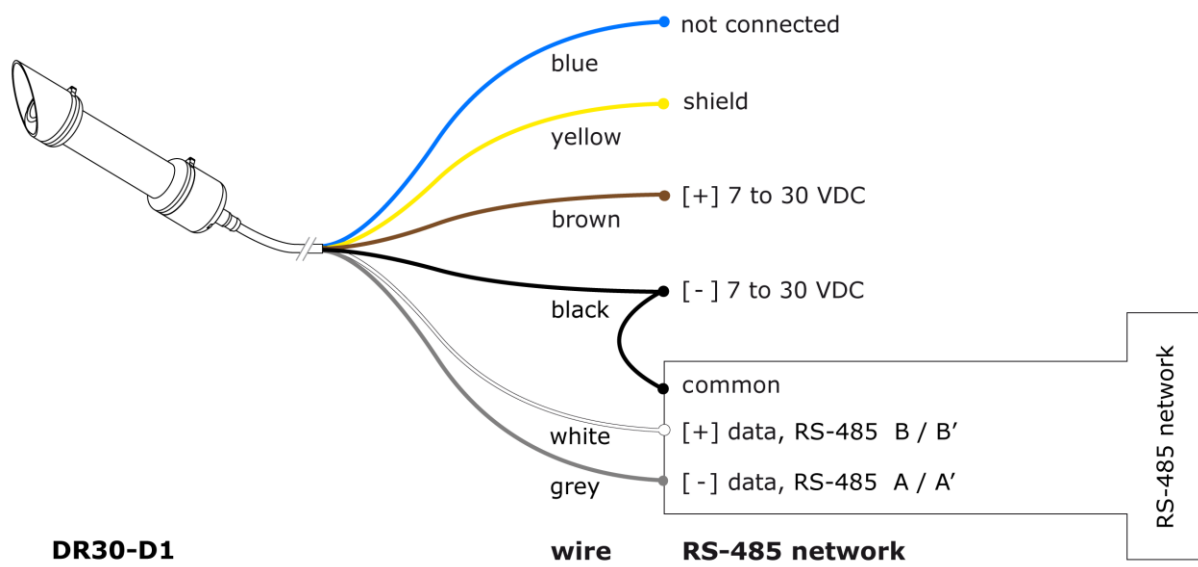 not connected
blue
shield
yellow
[+] 7 to 30 VDC
brown
[-] 7 to 30 VDC
black
common
[+] data, RS-485 B / B’
white
[-] data, RS-485 A / A’
grey
RS-485 network
DR30-D1 wire RS-485 network